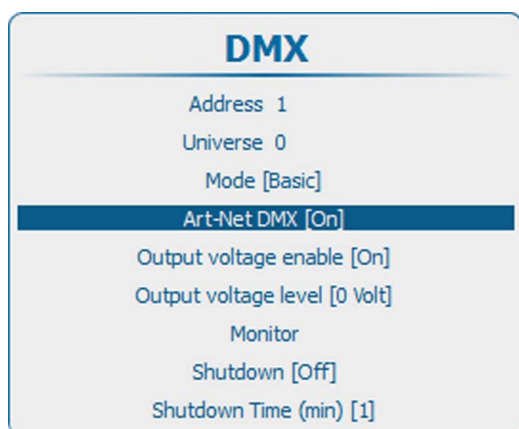 DMX
Address 1
Universe 0
Mode [Basic]
Art-Net DMX [On]
Output voltage enable [On]
Output voltage level [0 Volt]
Monitor
Shutdown [Off]
Shutdown Time (min) [1]